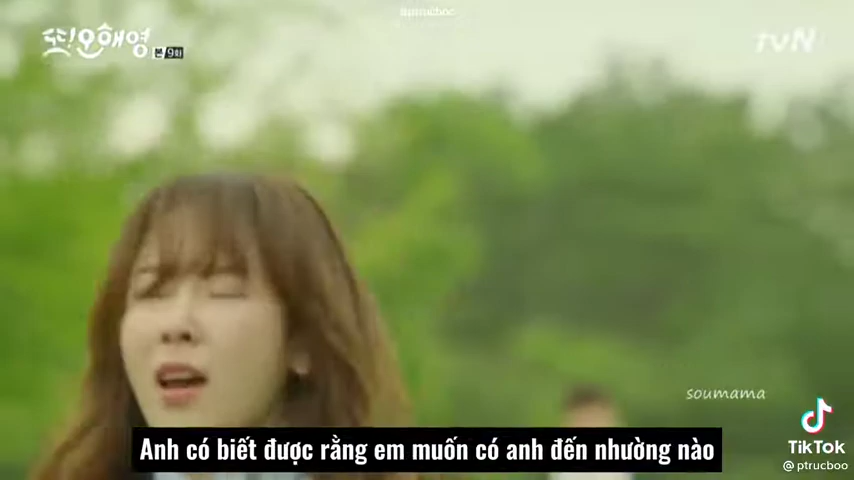 @ptrucboo
또!오해영
본 9화
tvN
soumama
Anh có biết được rằng em muốn có anh đến nhường nào
TikTok
@ptrucboo